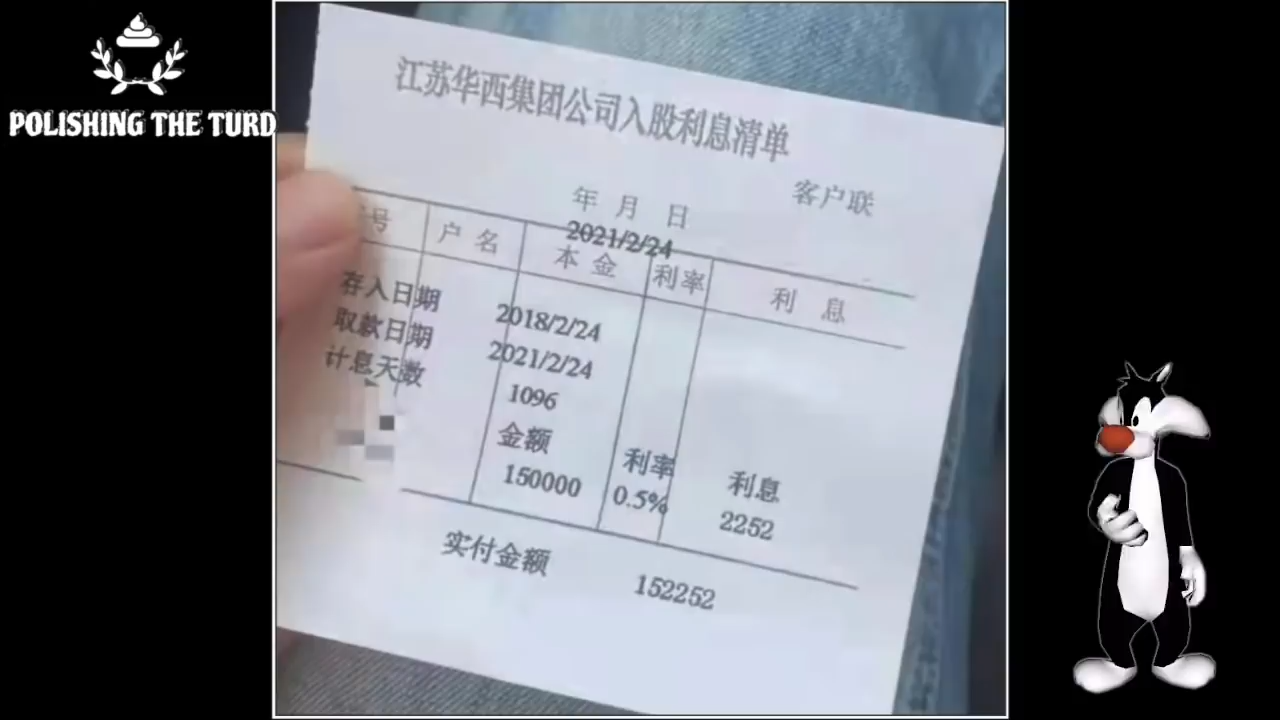 POLISHING THE TURD
江苏华西集团公司入股利息清单
客户联
年 月 日
2021/2/24
号 户名 本金 利率 利息
存入日期 2018/2/24
取款日期 2021/2/24
计息天数 1096
金额 利率 利息
150000 0.5% 2252
实付金额 152252